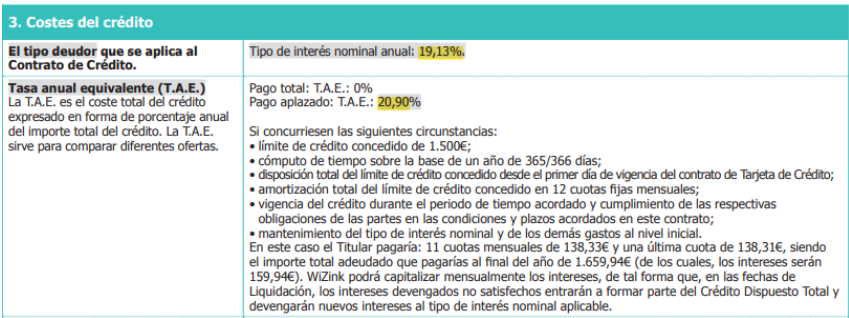 3. Costes del crédito
El tipo deudor que se aplica al
Contrato de Crédito.
Tipo de interés nominal anual: 19,13%.
Tasa anual equivalente (T.A.E.)
La T.A.E. es el coste total del crédito
expresado en forma de porcentaje anual
del importe total del crédito. La T.A.E.
sirve para comparar diferentes ofertas.
Pago total: T.A.E.: 0%
Pago aplazado: T.A.E.: 20,90%
Si concurriesen las siguientes circunstancias:
• límite de crédito concedido de 1.500€;
• cómputo de tiempo sobre la base de un año de 365/366 días;
• disposición total del límite de crédito concedido desde el primer día de vigencia del contrato de Tarjeta de Crédito;
• amortización total del límite de crédito concedido en 12 cuotas fijas mensuales;
• vigencia del crédito durante el periodo de tiempo acordado y cumplimiento de las respectivas
obligaciones de las partes en las condiciones y plazos acordados en este contrato;
• mantenimiento del tipo de interés nominal y de los demás gastos al nivel inicial.
En este caso el Titular pagaría: 11 cuotas mensuales de 138,33€ y una última cuota de 138,31€, siendo
el importe total adeudado que pagarías al final del año de 1.659,94€ (de los cuales, los intereses serán
159,94€). WiZink podrá capitalizar mensualmente los intereses, de tal forma que, en las fechas de
Liquidación, los intereses devengados no satisfechos entrarán a formar parte del Crédito Dispuesto Total y
devengarán nuevos intereses al tipo de interés nominal aplicable.